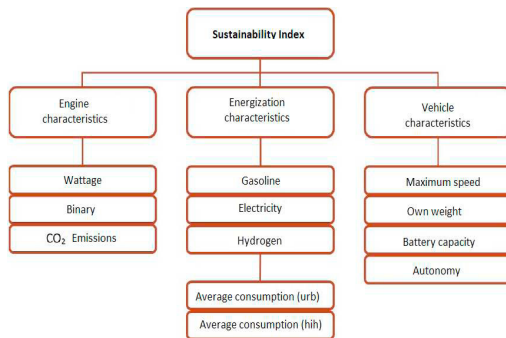 Sustainability Index
Engine
characteristics
Energization
characteristics
Vehicle
characteristics
Wattage
Binary
CO₂ Emissions
Gasoline
Electricity
Hydrogen
Average consumption (urb)
Average consumption (hih)
Maximum speed
Own weight
Battery capacity
Autonomy